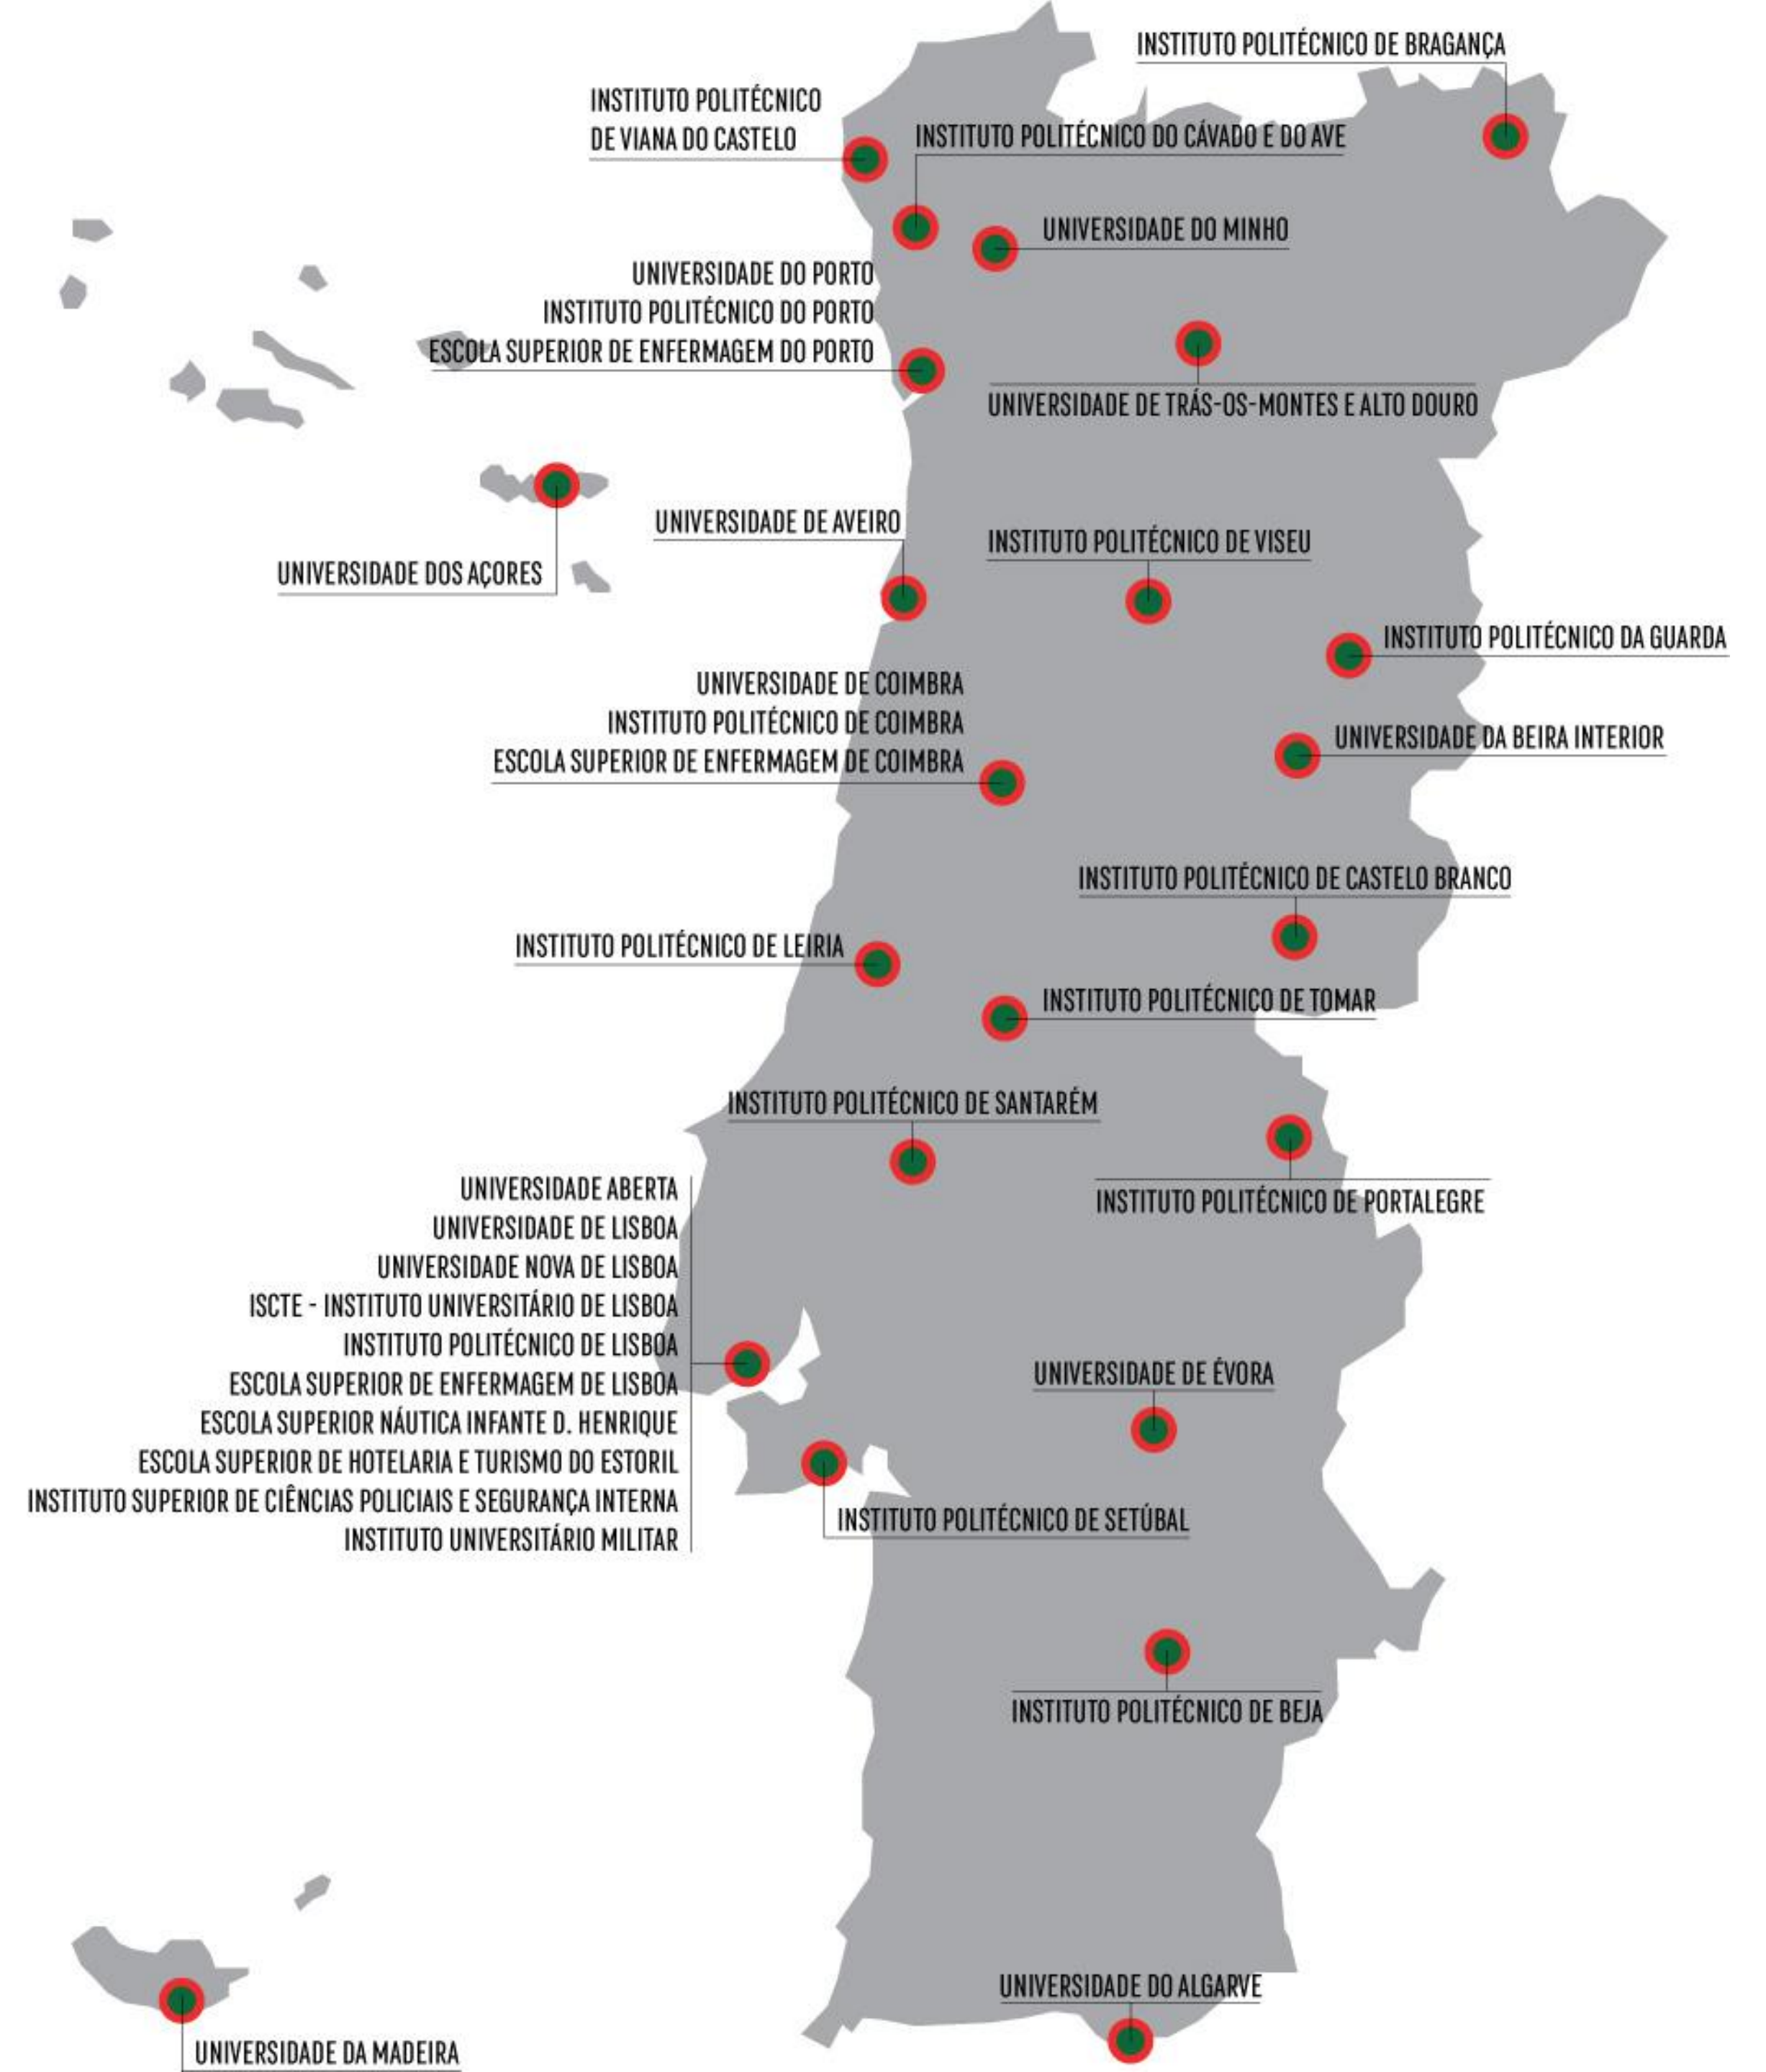 INSTITUTO POLITÉCNICO DE BRAGANÇA
INSTITUTO POLITÉCNICO
DE VIANA DO CASTELO
INSTITUTO POLITÉCNICO DO CÁVADO E DO AVE
UNIVERSIDADE DO MINHO
UNIVERSIDADE DO PORTO
INSTITUTO POLITÉCNICO DO PORTO
ESCOLA SUPERIOR DE ENFERMAGEM DO PORTO
UNIVERSIDADE DE TRÁS-OS-MONTES E ALTO DOURO
UNIVERSIDADE DE AVEIRO
INSTITUTO POLITÉCNICO DE VISEU
UNIVERSIDADE DOS AÇORES
INSTITUTO POLITÉCNICO DA GUARDA
UNIVERSIDADE DE COIMBRA
INSTITUTO POLITÉCNICO DE COIMBRA
ESCOLA SUPERIOR DE ENFERMAGEM DE COIMBRA
UNIVERSIDADE DA BEIRA INTERIOR
INSTITUTO POLITÉCNICO DE CASTELO BRANCO
INSTITUTO POLITÉCNICO DE LEIRIA
INSTITUTO POLITÉCNICO DE TOMAR
INSTITUTO POLITÉCNICO DE SANTARÉM
INSTITUTO POLITÉCNICO DE PORTALEGRE
UNIVERSIDADE ABERTA
UNIVERSIDADE DE LISBOA
UNIVERSIDADE NOVA DE LISBOA
ISCTE - INSTITUTO UNIVERSITÁRIO DE LISBOA
INSTITUTO POLITÉCNICO DE LISBOA
ESCOLA SUPERIOR DE ENFERMAGEM DE LISBOA
ESCOLA SUPERIOR NÁUTICA INFANTE D. HENRIQUE
ESCOLA SUPERIOR DE HOTELARIA E TURISMO DO ESTORIL
INSTITUTO SUPERIOR DE CIÊNCIAS POLICIAIS E SEGURANÇA INTERNA
INSTITUTO UNIVERSITÁRIO MILITAR
UNIVERSIDADE DE ÉVORA
INSTITUTO POLITÉCNICO DE SETÚBAL
INSTITUTO POLITÉCNICO DE BEJA
UNIVERSIDADE DO ALGARVE
UNIVERSIDADE DA MADEIRA